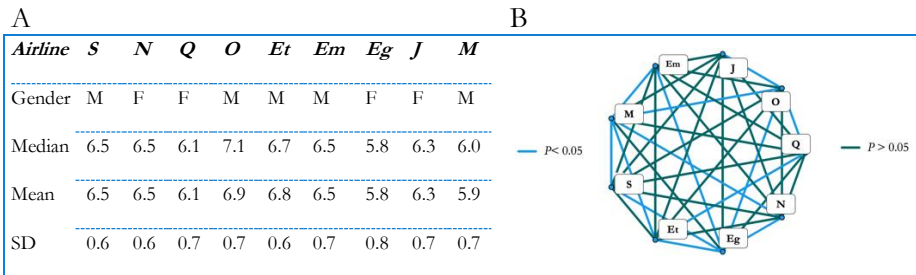 A
Airline S N Q O Et Em Eg J M
Gender M F F M M M F F M
Median 6.5 6.5 6.1 7.1 6.7 6.5 5.8 6.3 6.0
Mean 6.5 6.5 6.1 6.9 6.8 6.5 5.8 6.3 5.9
SD 0.6 0.6 0.7 0.7 0.6 0.7 0.8 0.7 0.7
B
Em
J
O
M
Q
P< 0.05
P > 0.05
S
N
Et
Eg